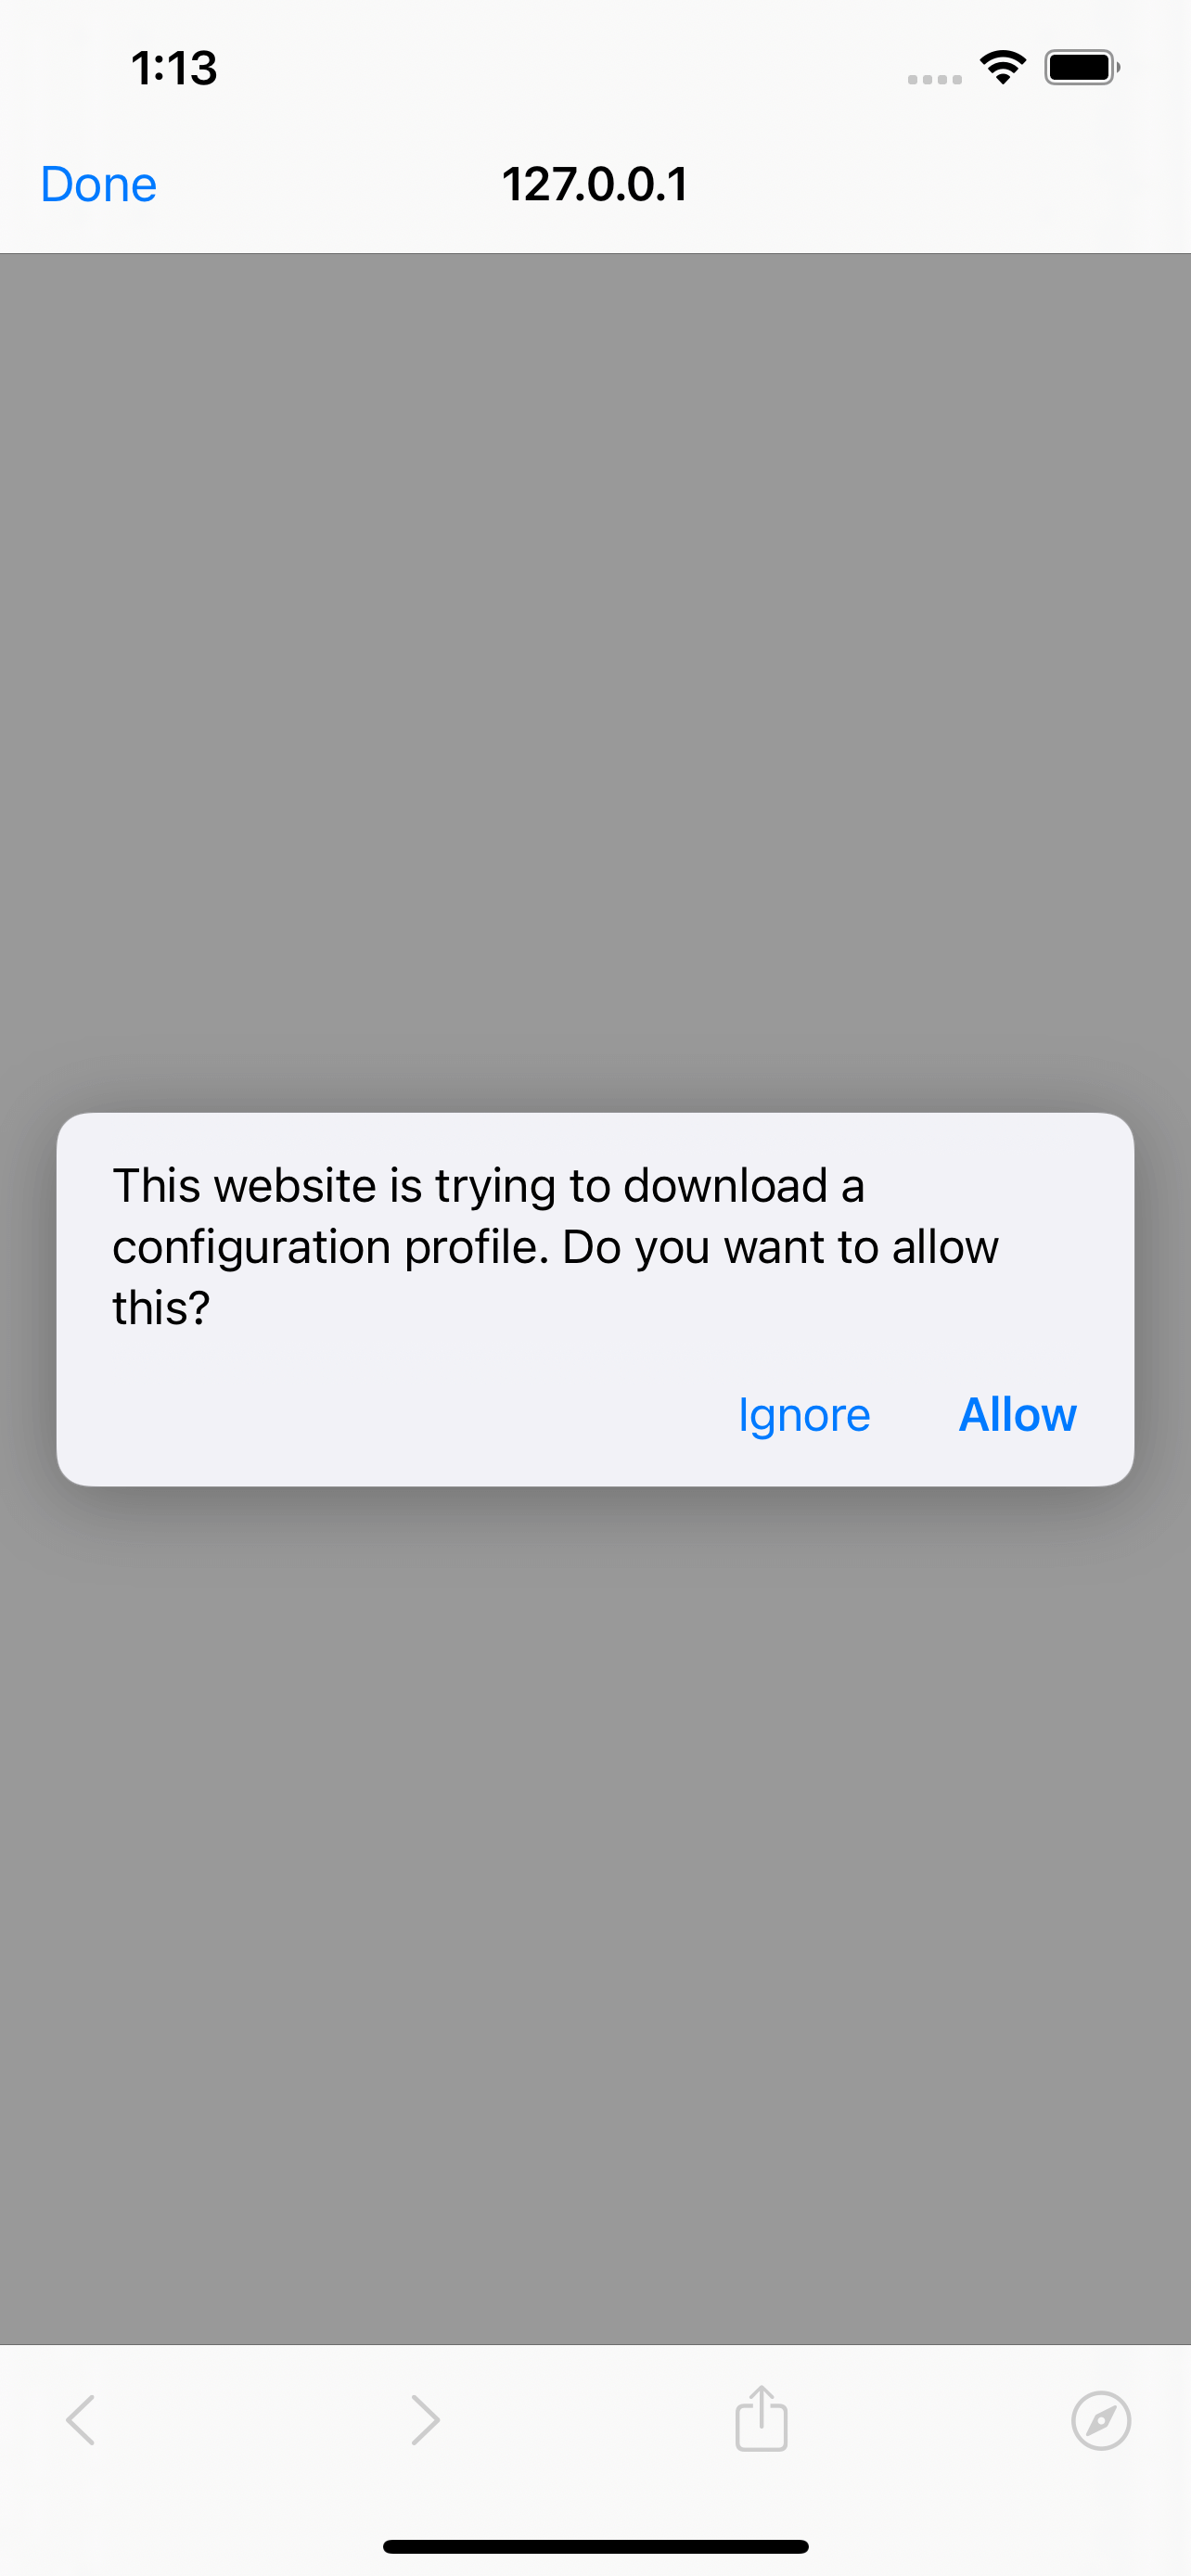 1:13
Done
127.0.0.1
This website is trying to download a
configuration profile. Do you want to allow
this?
Ignore
Allow